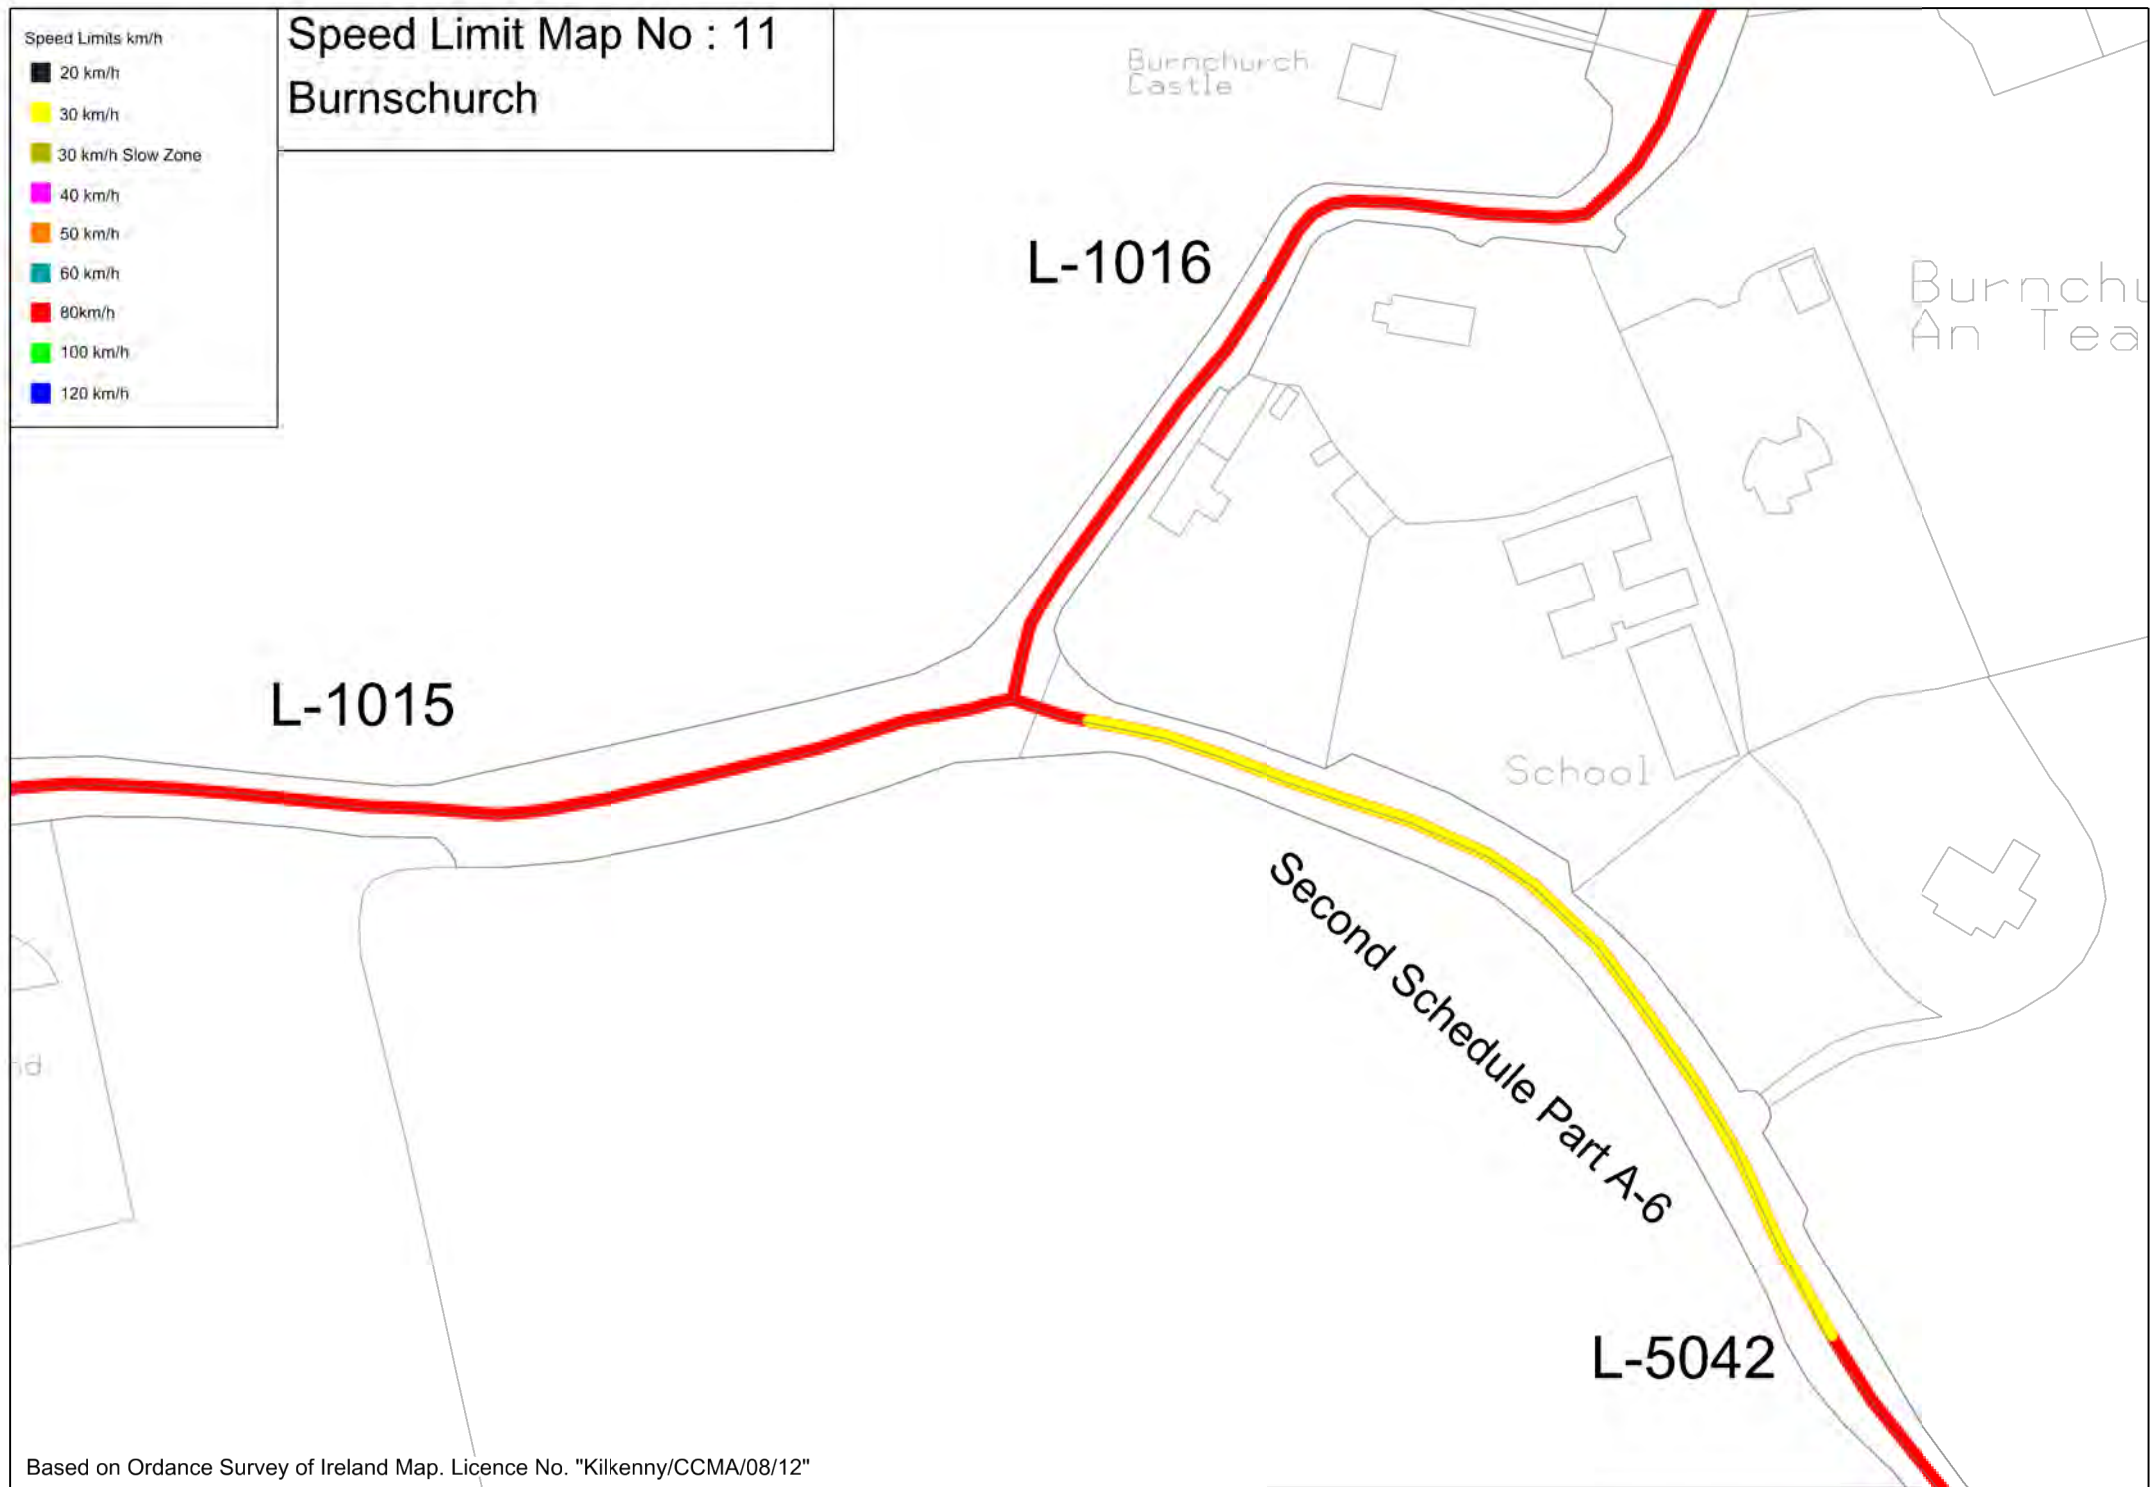 Speed Limits km/h
20 km/h
30 km/h
30 km/h Slow Zone
40 km/h
50 km/h
60 km/h
80km/h
100 km/h
120 km/h
Speed Limit Map No : 11
Burnschurch
Burnchurch
Castle
L-1016
Burnchu
An Tea
L-1015
School
Second Schedule Part A-6
nd
L-5042
Based on Ordance Survey of Ireland Map. Licence No. "Kilkenny/CCMA/08/12"